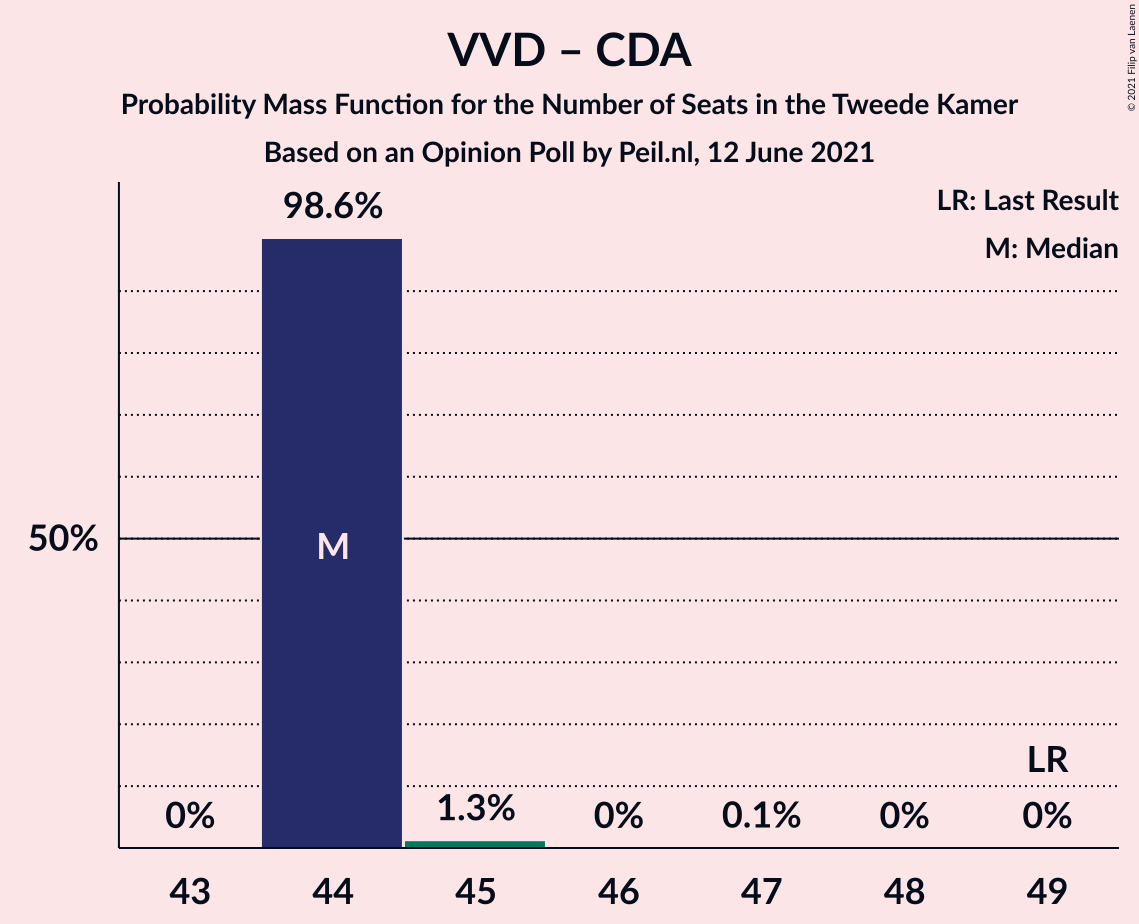 VVD – CDA
Probability Mass Function for the Number of Seats in the Tweede Kamer
Based on an Opinion Poll by Peil.nl, 12 June 2021
© 2021 Filip van Laenen
LR: Last Result
M: Median
98.6%
50%
M
LR
0%
1.3%
0%
0.1%
0%
0%
43 44 45 46 47 48 49